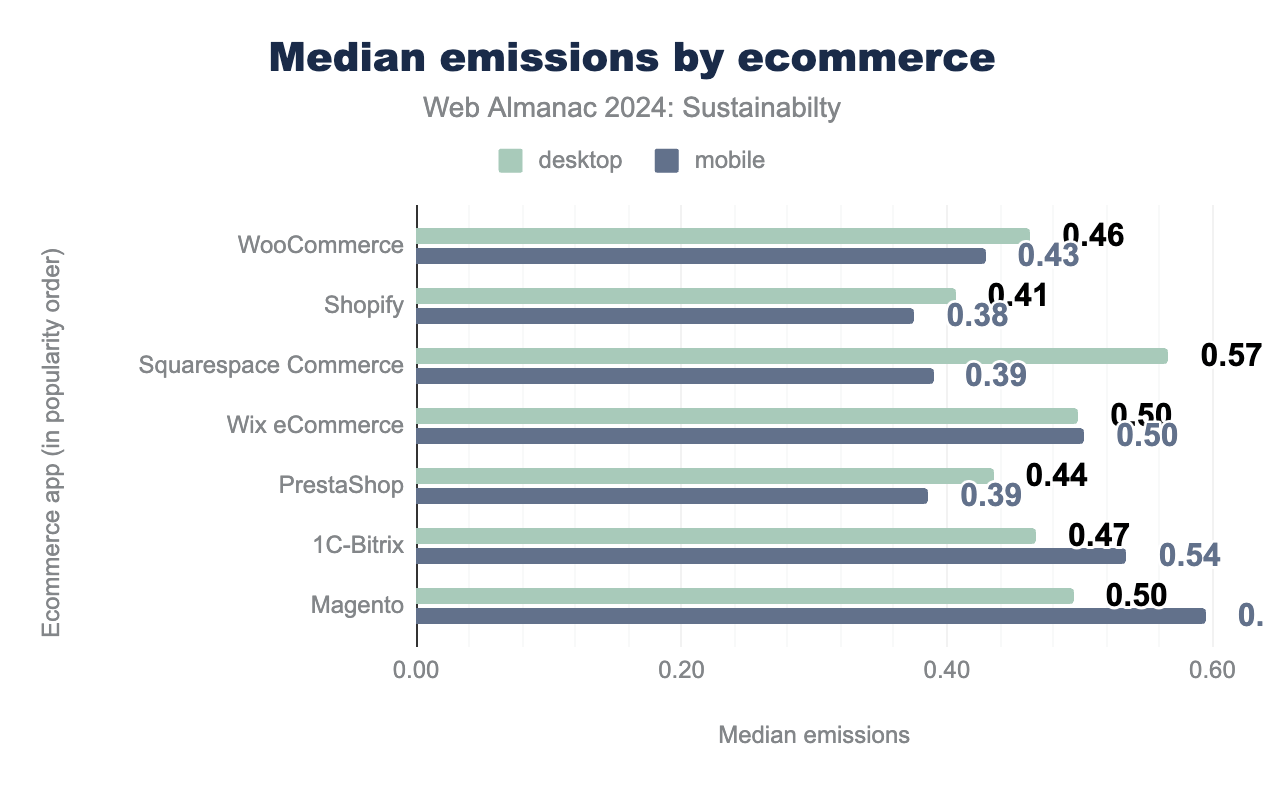 Median emissions by ecommerce
Web Almanac 2024: Sustainabilty
desktop mobile
Ecommerce app (in popularity order)
WooCommerce 0.46 0.43
Shopify 0.41 0.38
Squarespace Commerce 0.57 0.39
Wix eCommerce 0.50 0.50
PrestaShop 0.44 0.39
1C-Bitrix 0.47 0.54
Magento 0.50 0.
0.00 0.20 0.40 0.60
Median emissions